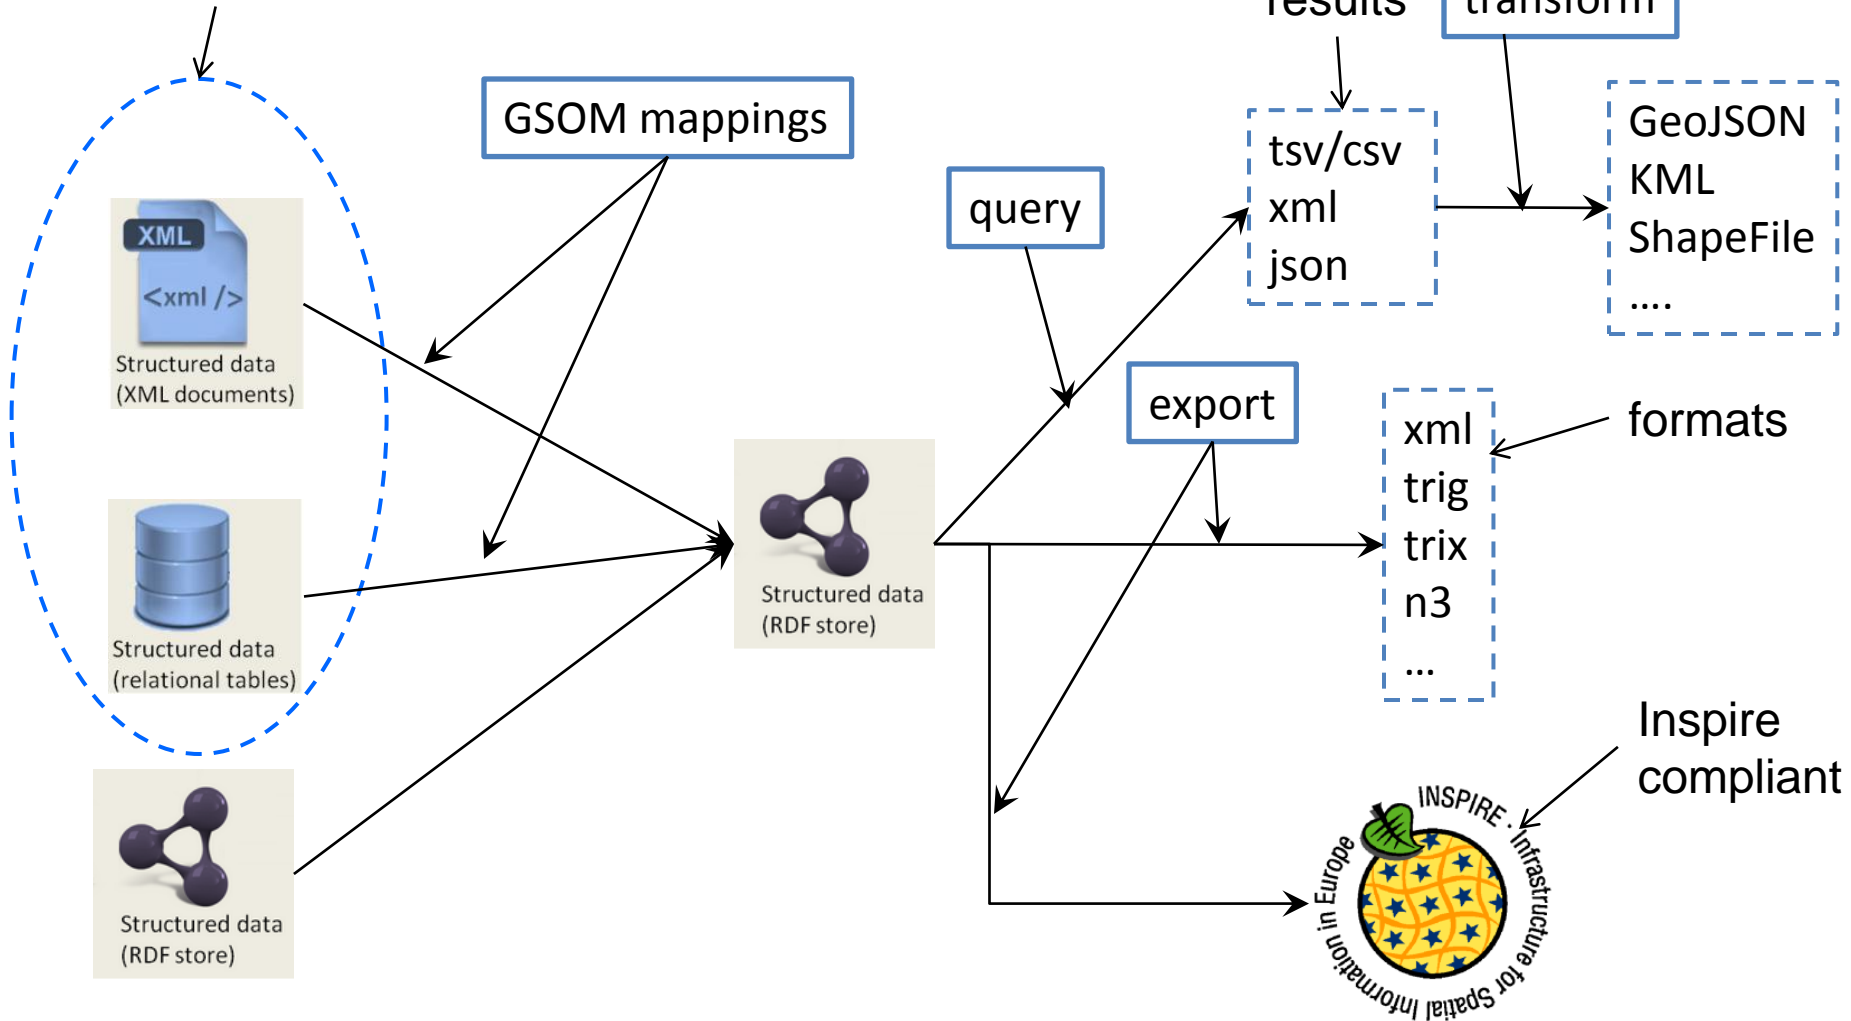 results
transform
GSOM mappings
query
tsv/csv
xml
json
GeoJSON
KML
ShapeFile
....
XML
<xml />
Structured data
(XML documents)
export
xml
trig
trix
n3
...
formats
Structured data
(relational tables)
Structured data
(RDF store)
Structured data
(RDF store)
Inspire
compliant
INSPIRE · Infrastructure for Spatial Information in Europe